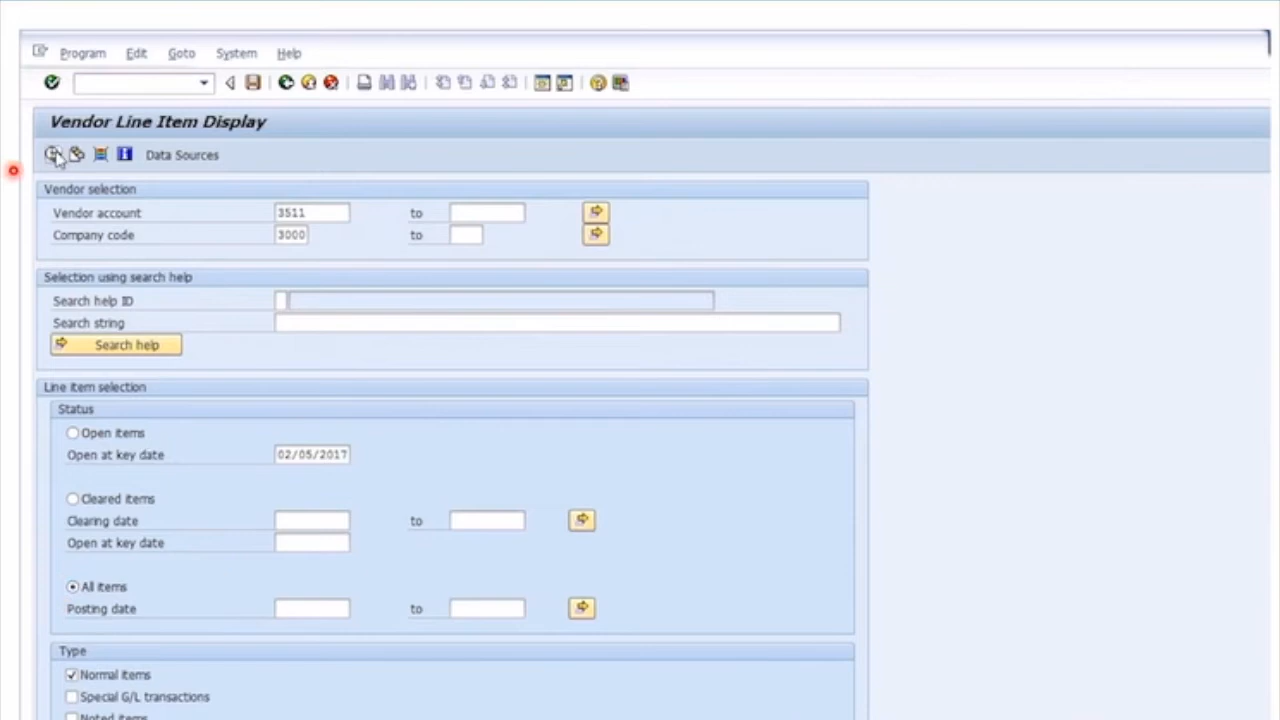 Program Edit Goto System Help
Vendor Line Item Display
Data Sources
Vendor selection
Vendor account 3511 to
Company code 3000 to
Selection using search help
Search help ID
Search string
Search help
Line item selection
Status
Open items
Open at key date 02/05/2017
Cleared items
Clearing date to
Open at key date
All items
Posting date to
Type
Normal items
Special G/L transactions
Noted items